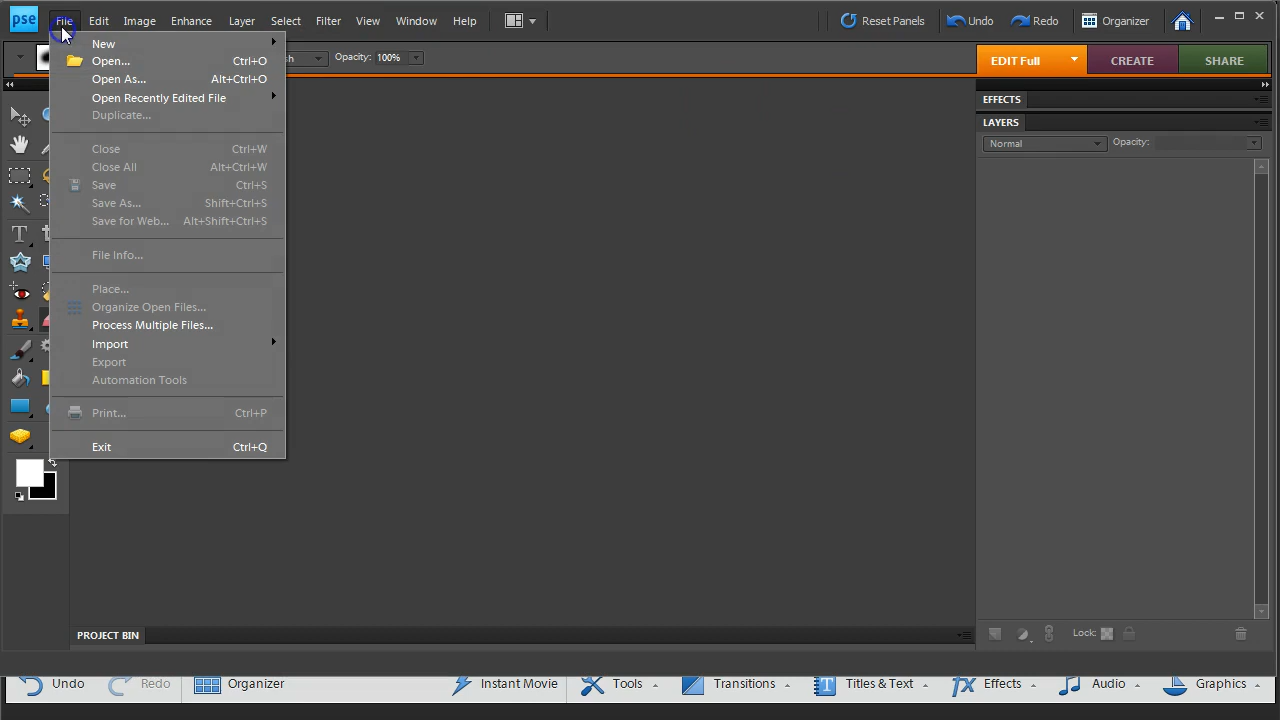 pse File Edit Image Enhance Layer Select Filter View Window Help Reset Panels Undo Redo Organizer
Opacity: 100% EDIT Full CREATE SHARE
New
Open... Ctrl+O
Open As... Alt+Ctrl+O
Open Recently Edited File
Duplicate...
Close Ctrl+W
Close All Alt+Ctrl+W
Save Ctrl+S
Save As... Shift+Ctrl+S
Save for Web... Alt+Shift+Ctrl+S
File Info...
Place...
Organize Open Files...
Process Multiple Files...
Import
Export
Automation Tools
Print... Ctrl+P
Exit Ctrl+Q
EFFECTS
LAYERS
Normal Opacity:
Lock:
PROJECT BIN
Undo Redo Organizer Instant Movie Tools Transitions Titles & Text Effects Audio Graphics